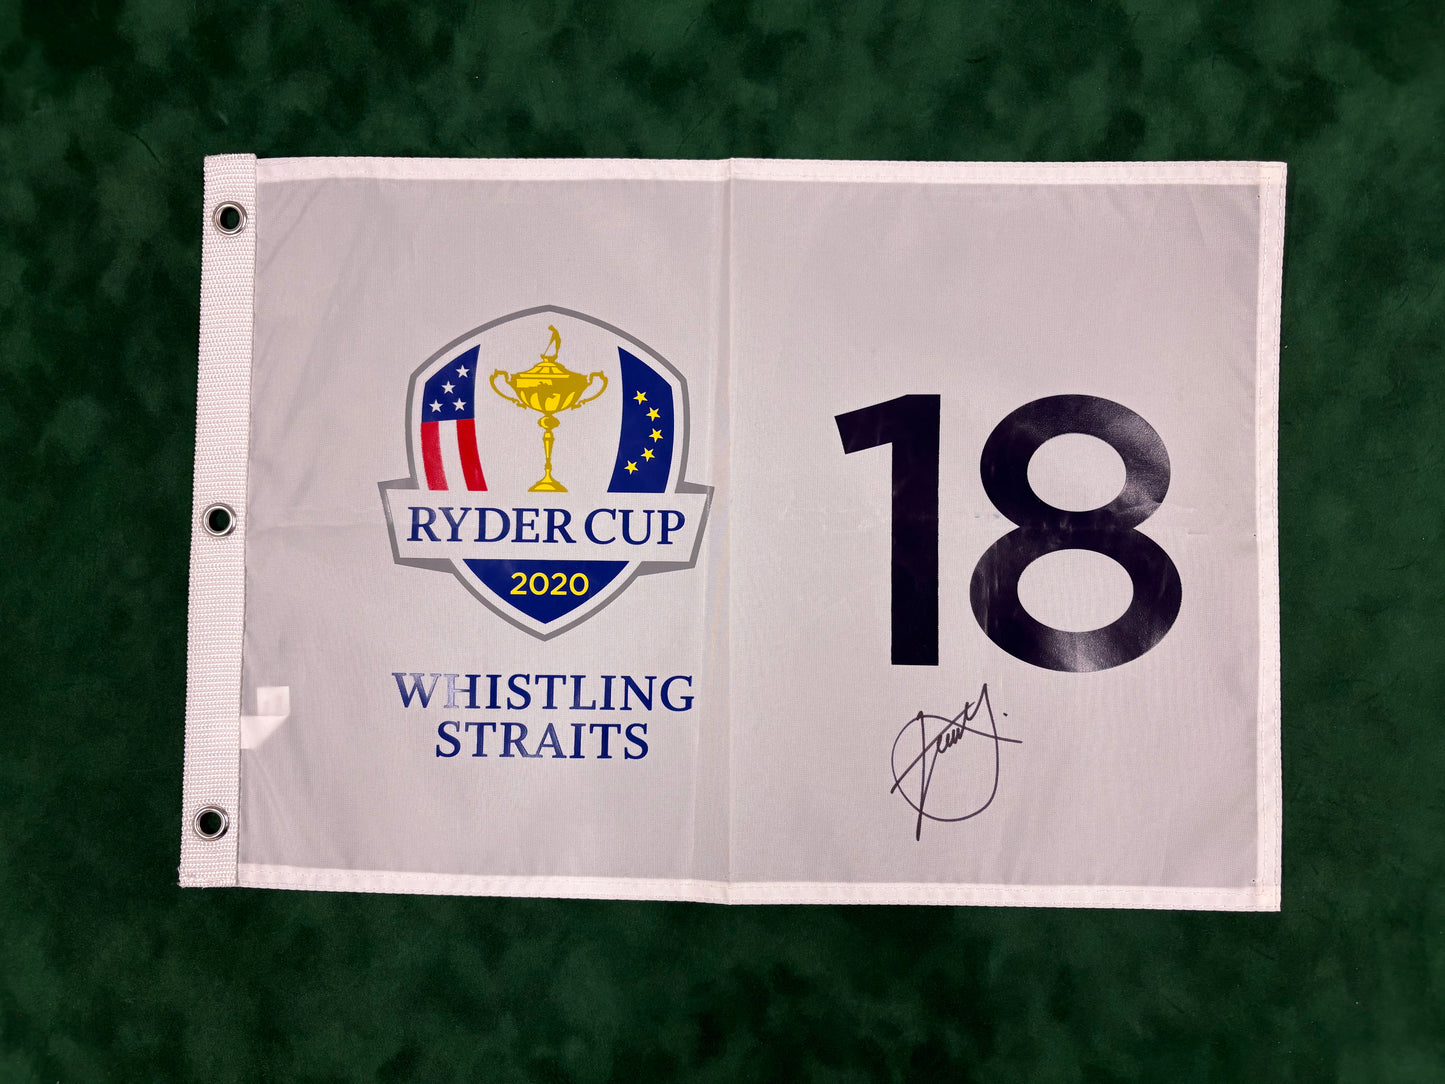 RYDER CUP
2020
WHISTLING
STRAITS
18